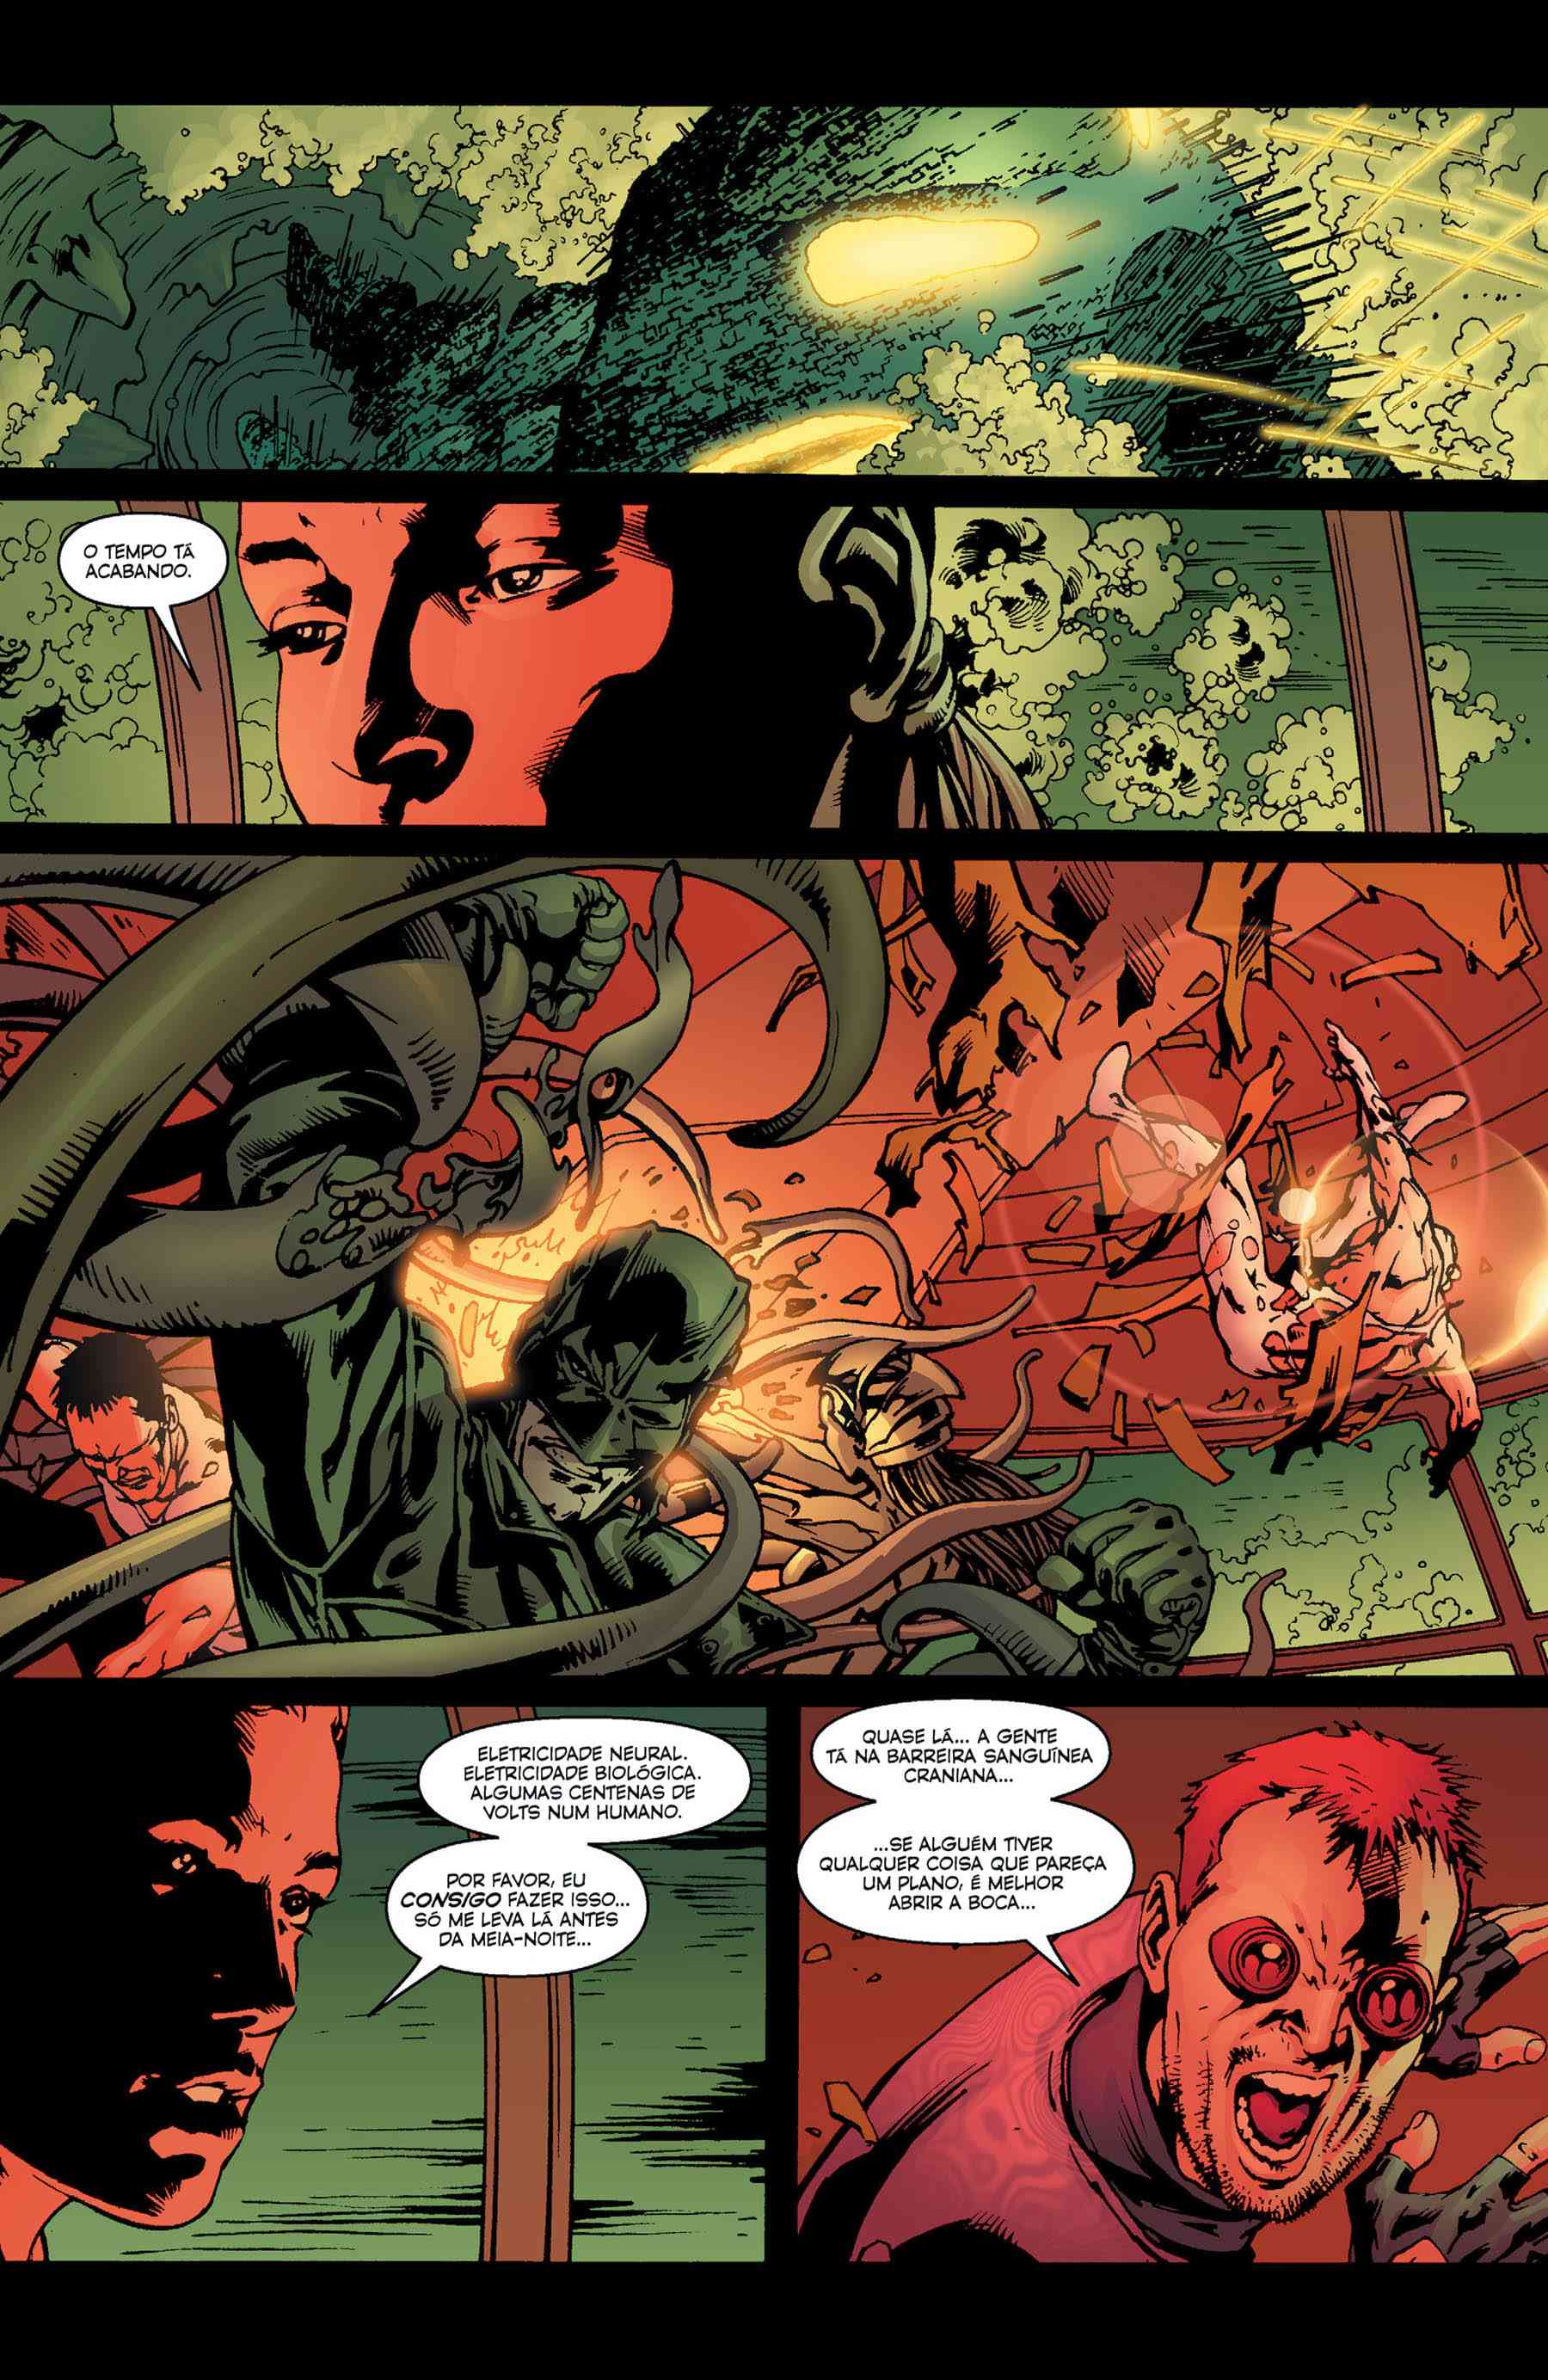 O TEMPO TÁ
ACABANDO.
ELETRICIDADE NEURAL.
ELETRICIDADE BIOLÓGICA.
ALGUMAS CENTENAS DE
VOLTS NUM HUMANO.
POR FAVOR, EU
CONSIGO FAZER ISSO...
SÓ ME LEVA LÁ ANTES
DA MEIA-NOITE...
QUASE LÁ... A GENTE
TÁ NA BARREIRA SANGUÍNEA
CRANIANA...
...SE ALGUÉM TIVER
QUALQUER COISA QUE PAREÇA
UM PLANO, É MELHOR
ABRIR A BOCA...